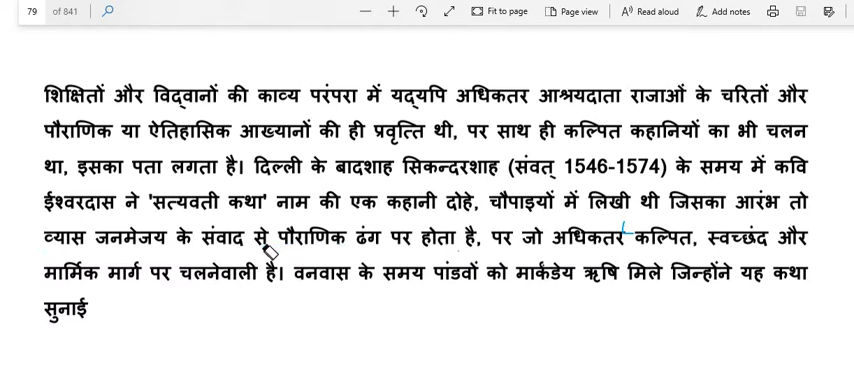 79 of 841 Fit to page Page view Read aloud Add notes
शिक्षितों और विद्वानों की काव्य परंपरा में यद्यपि अधिकतर आश्रयदाता राजाओं के चरितों और
पौराणिक या ऐतिहासिक आख्यानों की ही प्रवृत्ति थी, पर साथ ही कल्पित कहानियों का भी चलन
था, इसका पता लगता है। दिल्ली के बादशाह सिकन्दरशाह (संवत् 1546-1574) के समय में कवि
ईश्वरदास ने 'सत्यवती कथा' नाम की एक कहानी दोहे, चौपाइयों में लिखी थी जिसका आरंभ तो
व्यास जनमेजय के संवाद से पौराणिक ढंग पर होता है, पर जो अधिकतर कल्पित, स्वच्छंद और
मार्मिक मार्ग पर चलनेवाली है। वनवास के समय पांडवों को मार्कंडेय ऋषि मिले जिन्होंने यह कथा
सुनाई